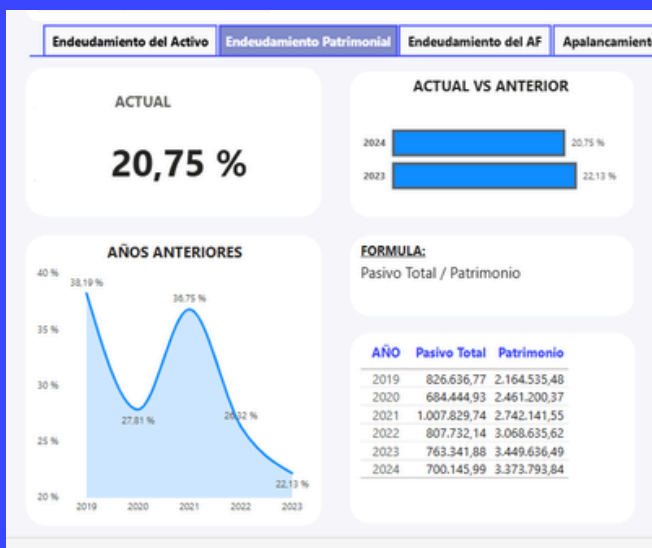 Endeudamiento del Activo Endeudamiento Patrimonial Endeudamiento del AF Apalancamiento
ACTUAL
20,75 %
ACTUAL VS ANTERIOR
2024 20,75 %
2023 22,13 %
AÑOS ANTERIORES
40 %
38,19 %
36,75 %
35 %
30 %
27,81 %
26,32 %
25 %
22,13 %
20 %
2019 2020 2021 2022 2023
FORMULA:
Pasivo Total / Patrimonio
AÑO Pasivo Total Patrimonio
2019 826.636,77 2.164.535,48
2020 684.444,93 2.461.200,37
2021 1.007.829,74 2.742.141,55
2022 807.732,14 3.068.635,62
2023 763.341,88 3.449.636,49
2024 700.145,99 3.373.793,84